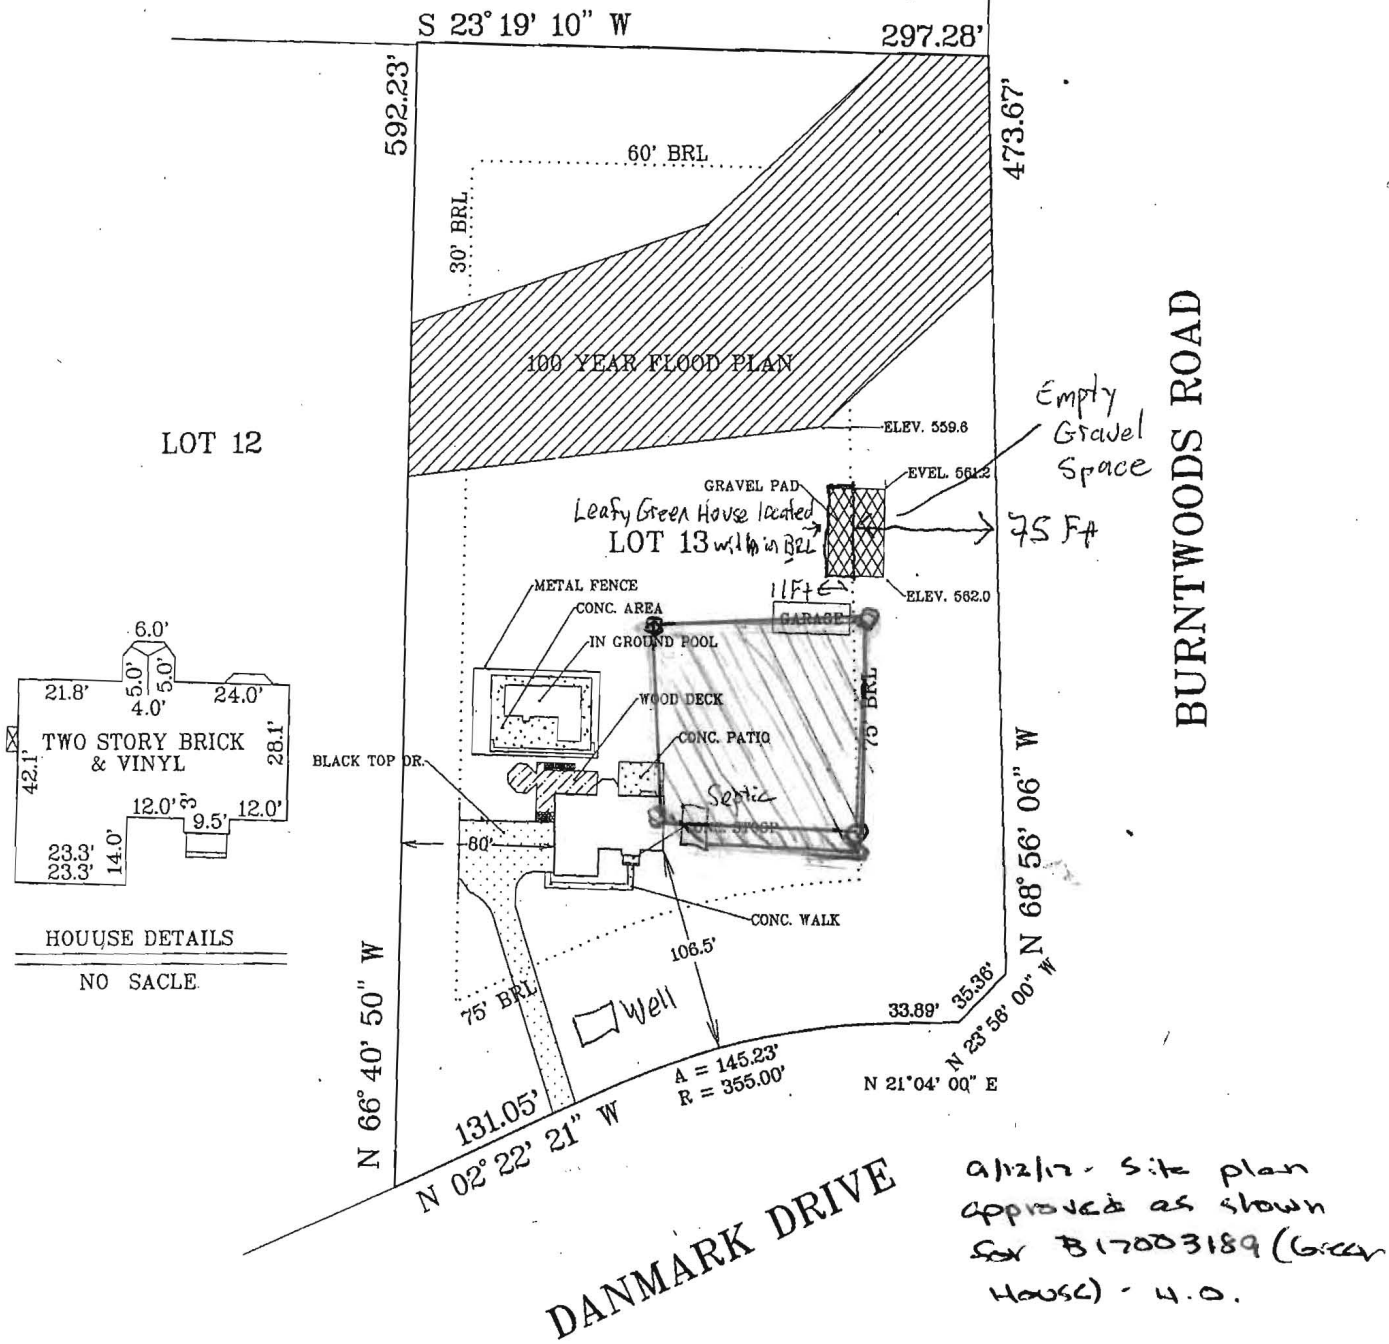 S 23° 19' 10" W
297.28'
592.23'
473.67'
60' BRL
30' BRL
100 YEAR FLOOD PLAN
BURNTWOODS ROAD
LOT 12
Empty
Gravel
Space
ELEV. 559.6
EVEL. 561.2
GRAVEL PAD
Leafy Green House located
LOT 13 within BRL
75 Ft
11Ft
ELEV. 562.0
METAL FENCE
CONC. AREA
GARAGE
IN GROUND POOL
WOOD DECK
75' BRL
CONC. PATIO
6.0'
21.8'
5.0'
5.0'
4.0'
24.0'
TWO STORY BRICK
& VINYL
28.1'
42.1'
12.0'
3'
9.5'
12.0'
23.3'
23.3'
14.0'
HOUUSE DETAILS
NO SACLE
BLACK TOP DR.
Septic
CONC. STOOP
80'
CONC. WALK
106.5'
N 68° 56' 06" W
75' BRL
Well
33.89'
35.36'
N 23° 56' 00" W
N 21°04' 00" E
A = 145.23'
R = 355.00'
N 66° 40' 50" W
131.05'
N 02° 22' 21" W
DANMARK DRIVE
9/12/17 - Site plan
approved as shown
for B17003189 (Green
House) - H.O.